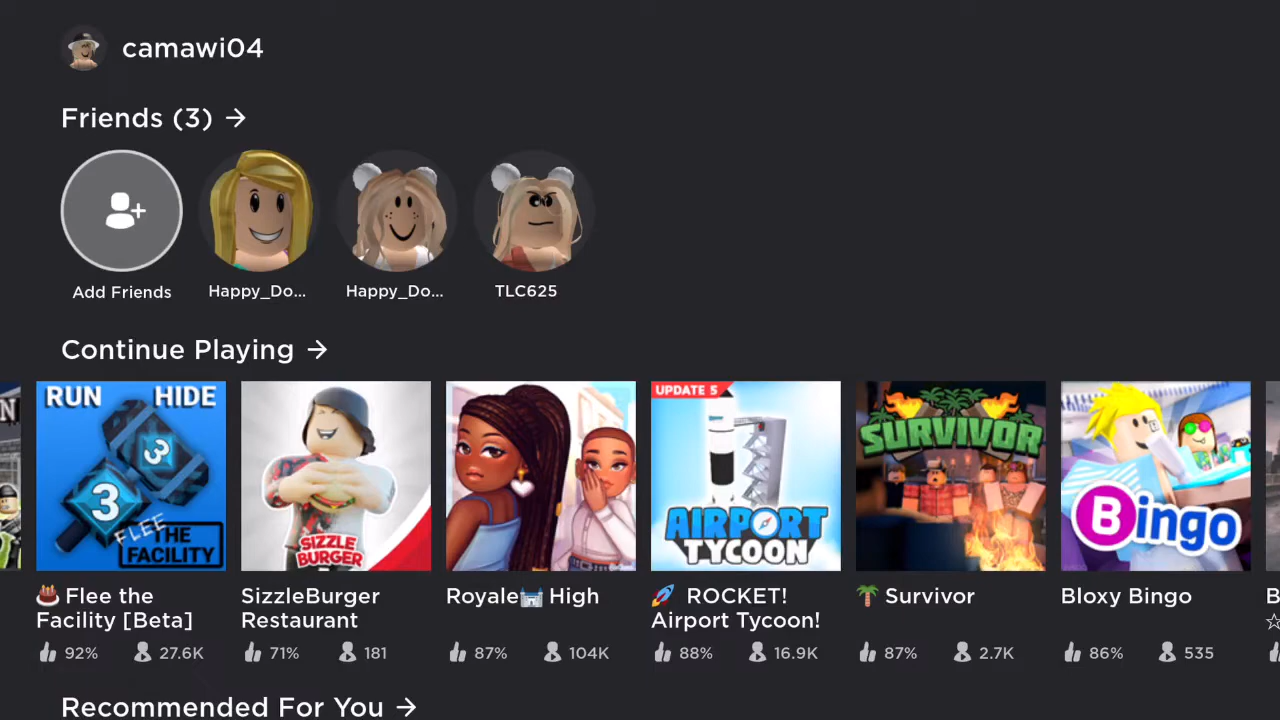 camawi04
Friends (3) →
Add Friends
Happy_Do...
Happy_Do...
TLC625
Continue Playing →
N
RUN HIDE
3
3
FLEE
THE
FACILITY
SIZZLE
BURGER
UPDATE 5
AIRPORT
TYCOON
SURVIVOR
Bingo
Flee the
Facility [Beta]
92% 27.6K
SizzleBurger
Restaurant
71% 181
Royale High
87% 104K
ROCKET!
Airport Tycoon!
88% 16.9K
Survivor
87% 2.7K
Bloxy Bingo
86% 535
Recommended For You →